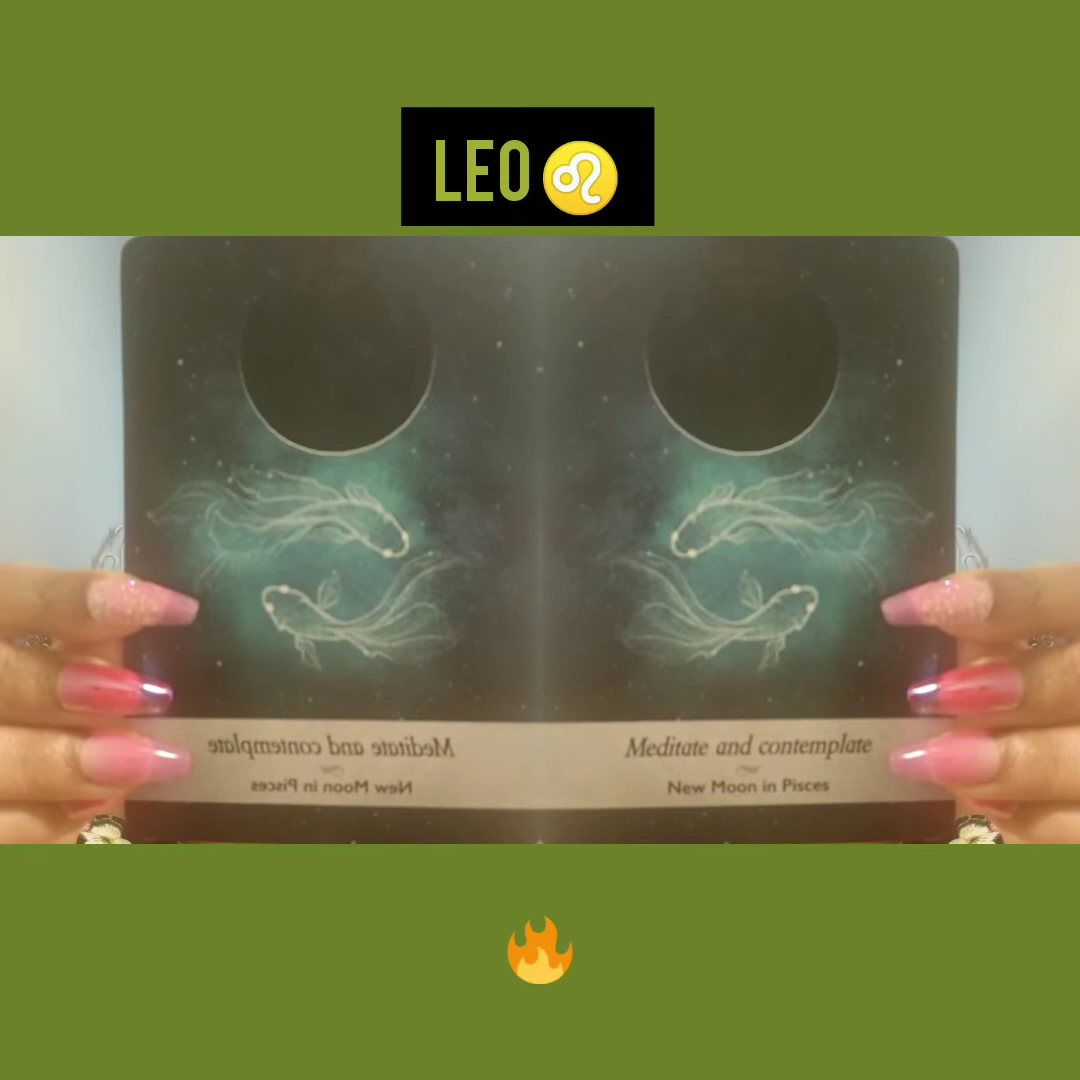 LEO ♌
Meditate and contemplate
Meditate and contemplate
New Moon in Pisces
New Moon in Pisces